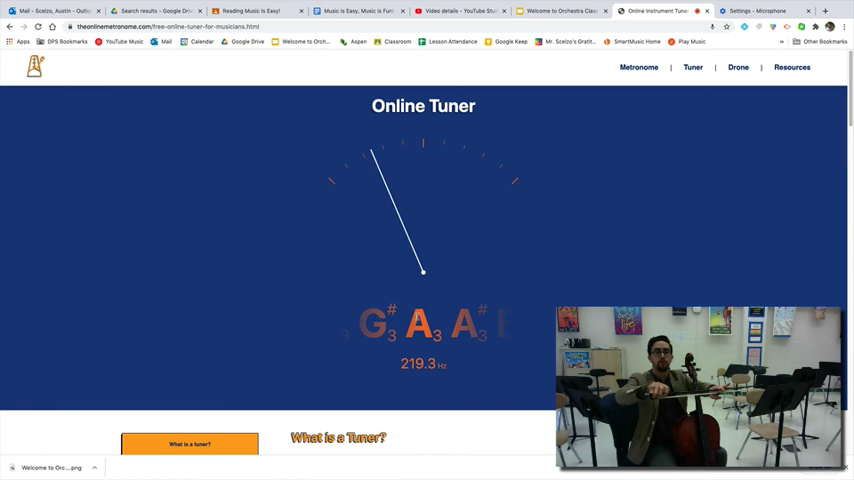 Mail - Scelzo, Austin - Outlo
Search results - Google Driv
Reading Music Is Easy!
Music is Easy, Music is Fun!
Video details - YouTube Stu
Welcome to Orchestra Class
Online Instrument Tuner
Settings - Microphone
theonlinemetronome.com/free-online-tuner-for-musicians.html
Apps
DPS Bookmarks
YouTube Music
Mail
Calendar
Google Drive
Welcome to Orch...
Aspen
Classroom
Lesson Attendance
Google Keep
Mr. Scelzo's Gratit...
SmartMusic Home
Play Music
»
Other Bookmarks
Metronome | Tuner | Drone | Resources
Online Tuner
3 G#3 A3 A#3
219.3 Hz
life
What is a tuner?
What is a Tuner?
Welcome to Orc....png